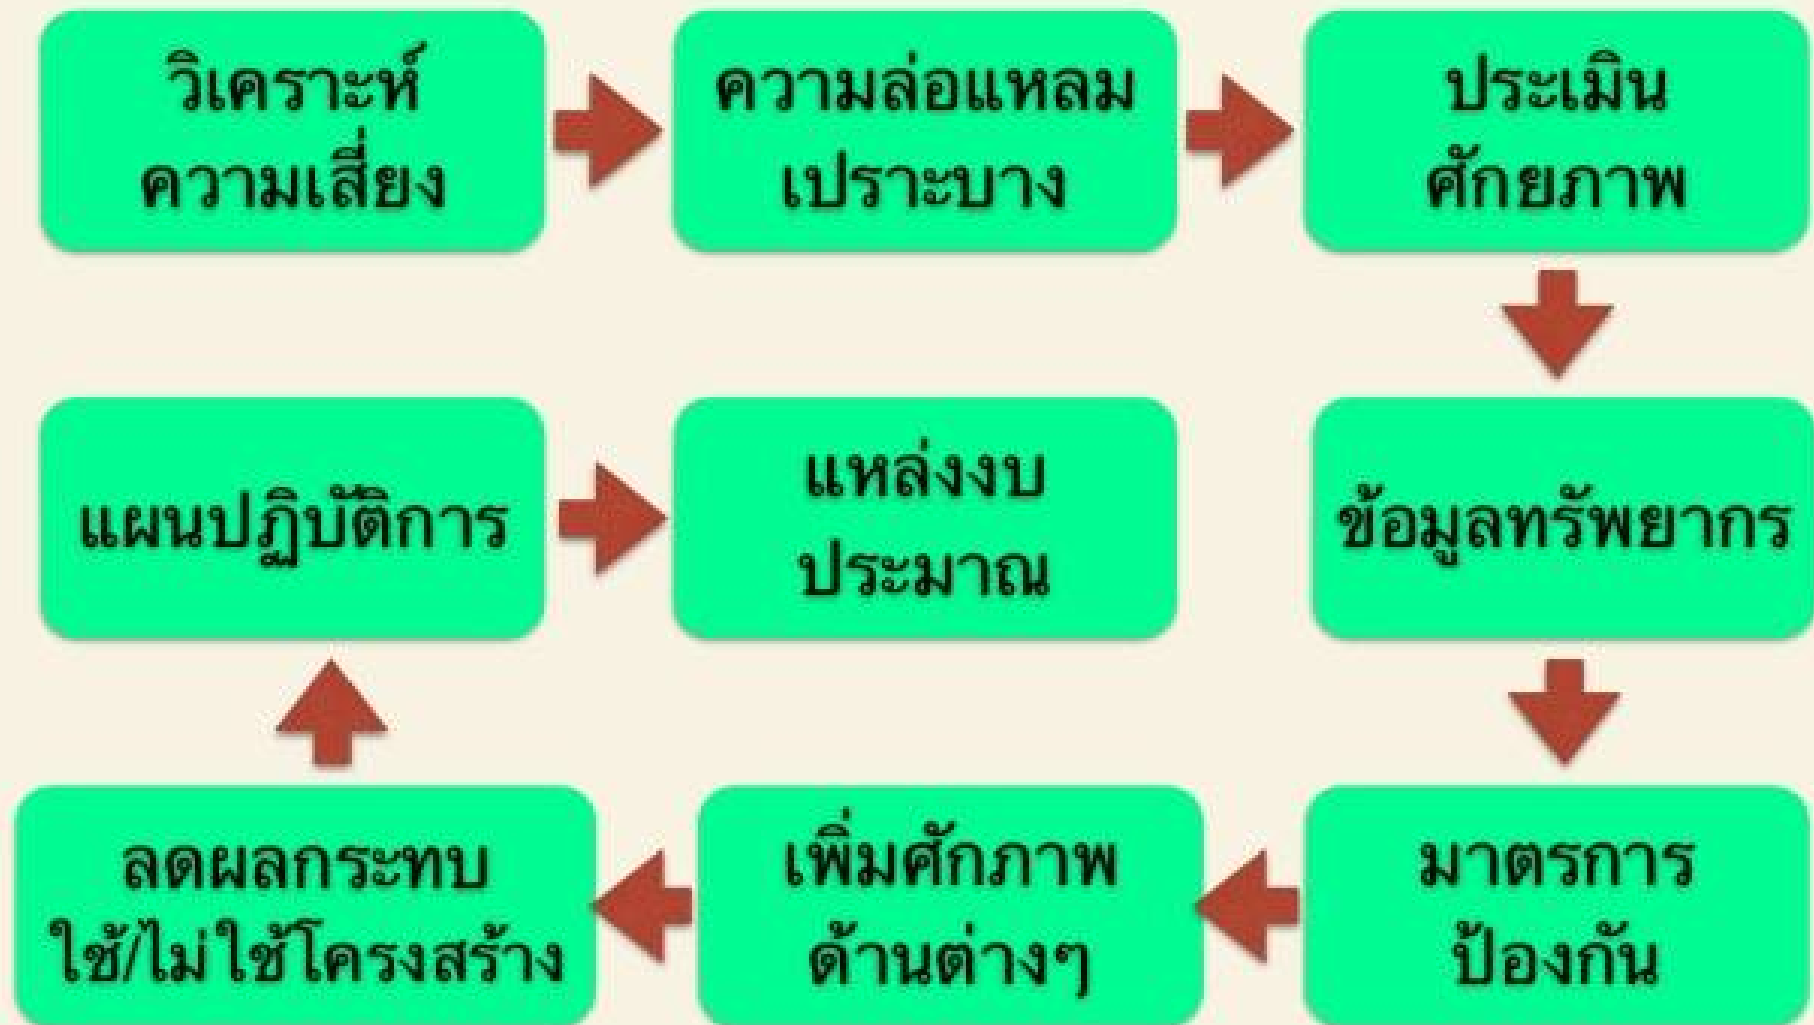 วิเคราะห์
ความเสี่ยง
ความล่อแหลม
เปราะบาง
ประเมิน
ศักยภาพ
ข้อมูลทรัพยากร
มาตรการ
ป้องกัน
เพิ่มศักภาพ
ด้านต่างๆ
ลดผลกระทบ
ใช้/ไม่ใช้โครงสร้าง
แผนปฏิบัติการ
แหล่งงบ
ประมาณ